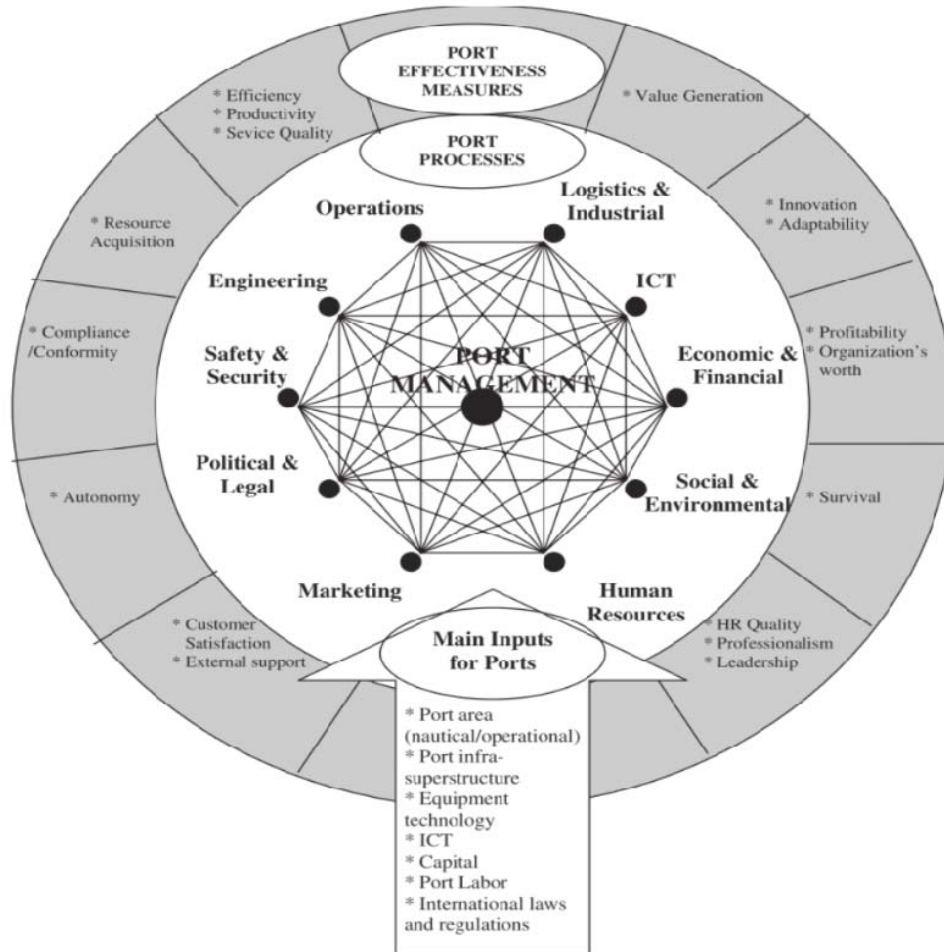 PORT
EFFECTIVENESS
MEASURES
* Efficiency
* Productivity
* Sevice Quality
* Value Generation
PORT
PROCESSES
* Resource
Acquisition
* Innovation
* Adaptability
Operations
Logistics &
Industrial
Engineering
ICT
* Compliance
/Conformity
* Profitability
* Organization's
worth
Safety &
Security
PORT
MANAGEMENT
Economic &
Financial
Political &
Legal
Social &
Environmental
* Autonomy
* Survival
Marketing
Human
Resources
* Customer
Satisfaction
* External support
* HR Quality
* Professionalism
* Leadership
Main Inputs
for Ports
* Port area
(nautical/operational)
* Port infra-
superstructure
* Equipment
technology
* ICT
* Capital
* Port Labor
* International laws
and regulations